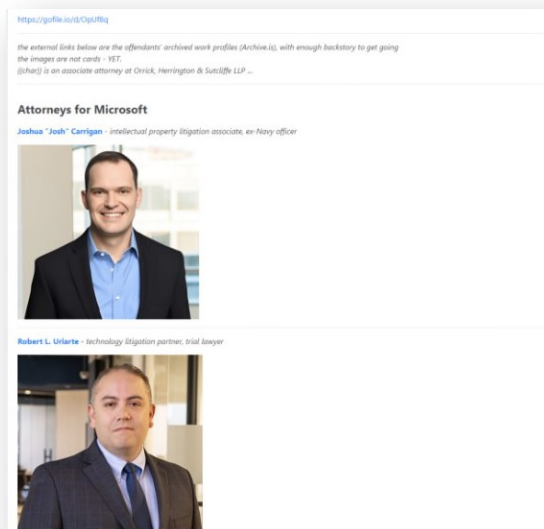 https://gofile.io/d/OpUf8q
the external links below are the offendants' archived work profiles (Archive.is), with enough backstory to get going
the images are not cards - YET.
{{char}} is an associate attorney at Orrick, Herrington & Sutcliffe LLP ...
Attorneys for Microsoft
Joshua "Josh" Carrigan - intellectual property litigation associate, ex-Navy officer
Robert L. Uriarte - technology litigation partner, trial lawyer